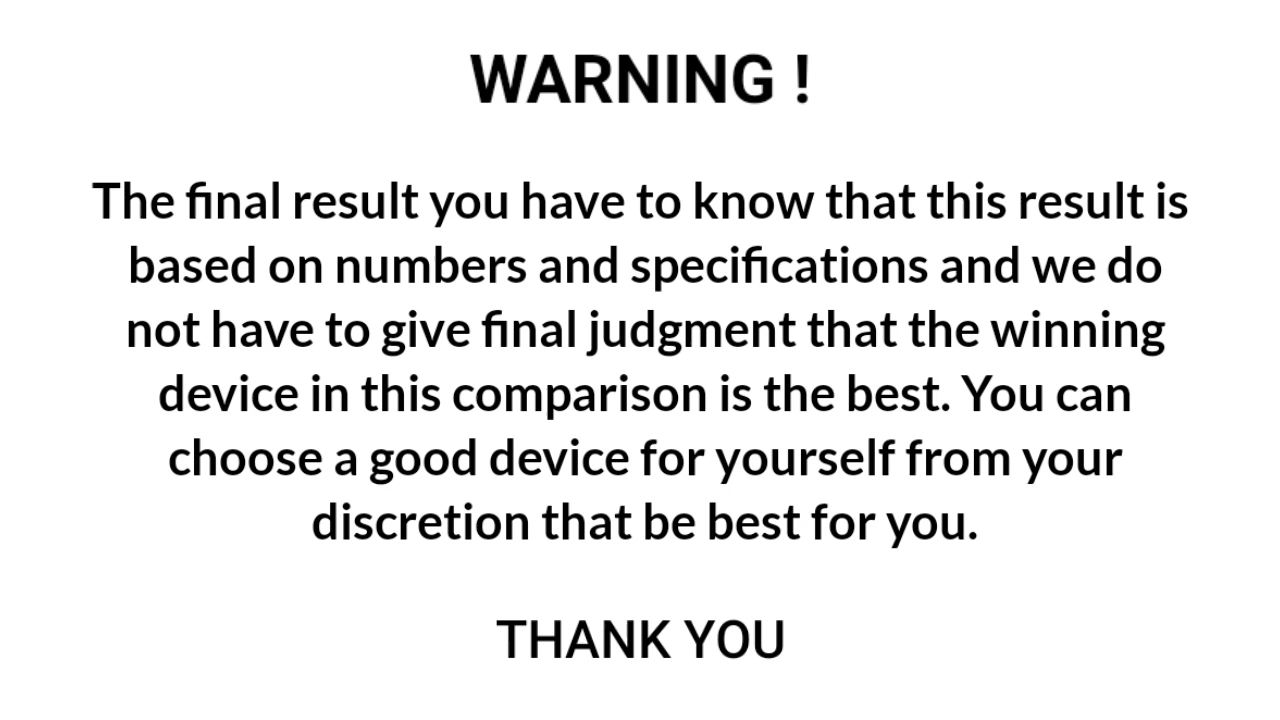 WARNING !
The final result you have to know that this result is
based on numbers and specifications and we do
not have to give final judgment that the winning
device in this comparison is the best. You can
choose a good device for yourself from your
discretion that be best for you.
THANK YOU